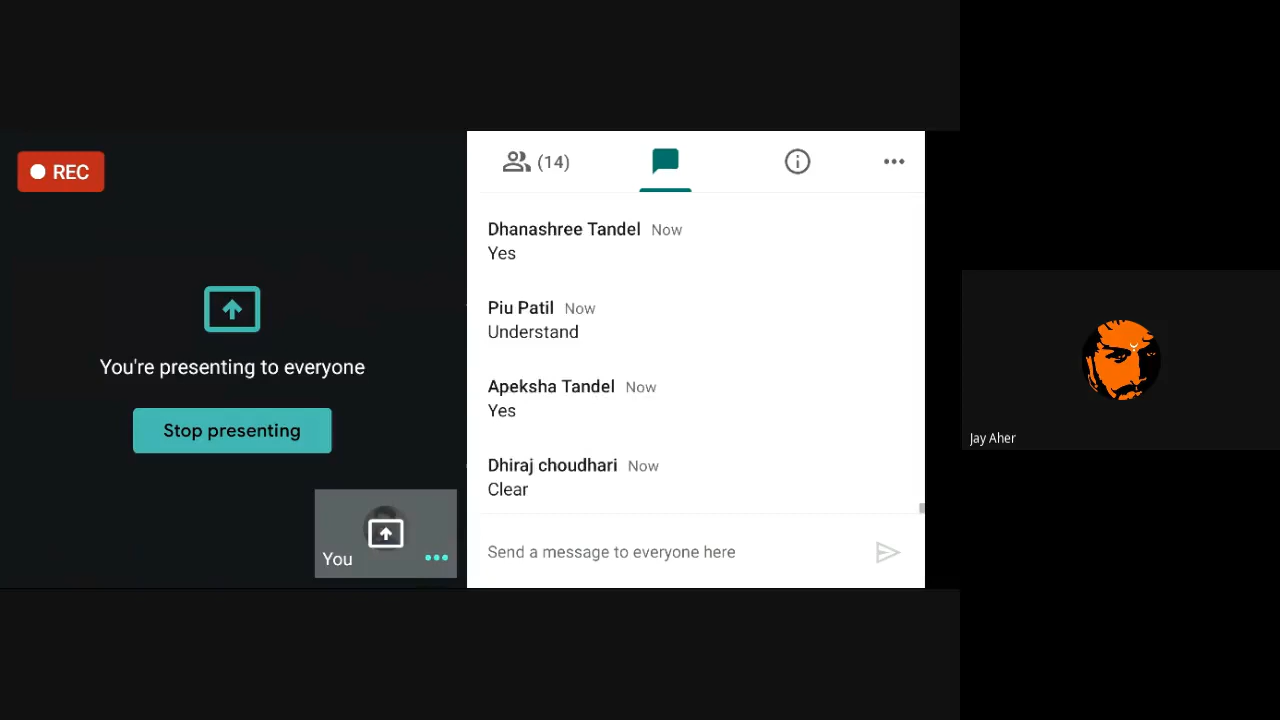 REC
You're presenting to everyone
Stop presenting
You
(14)
Dhanashree Tandel Now
Yes
Piu Patil Now
Understand
Apeksha Tandel Now
Yes
Dhiraj choudhari Now
Clear
Send a message to everyone here
Jay Aher